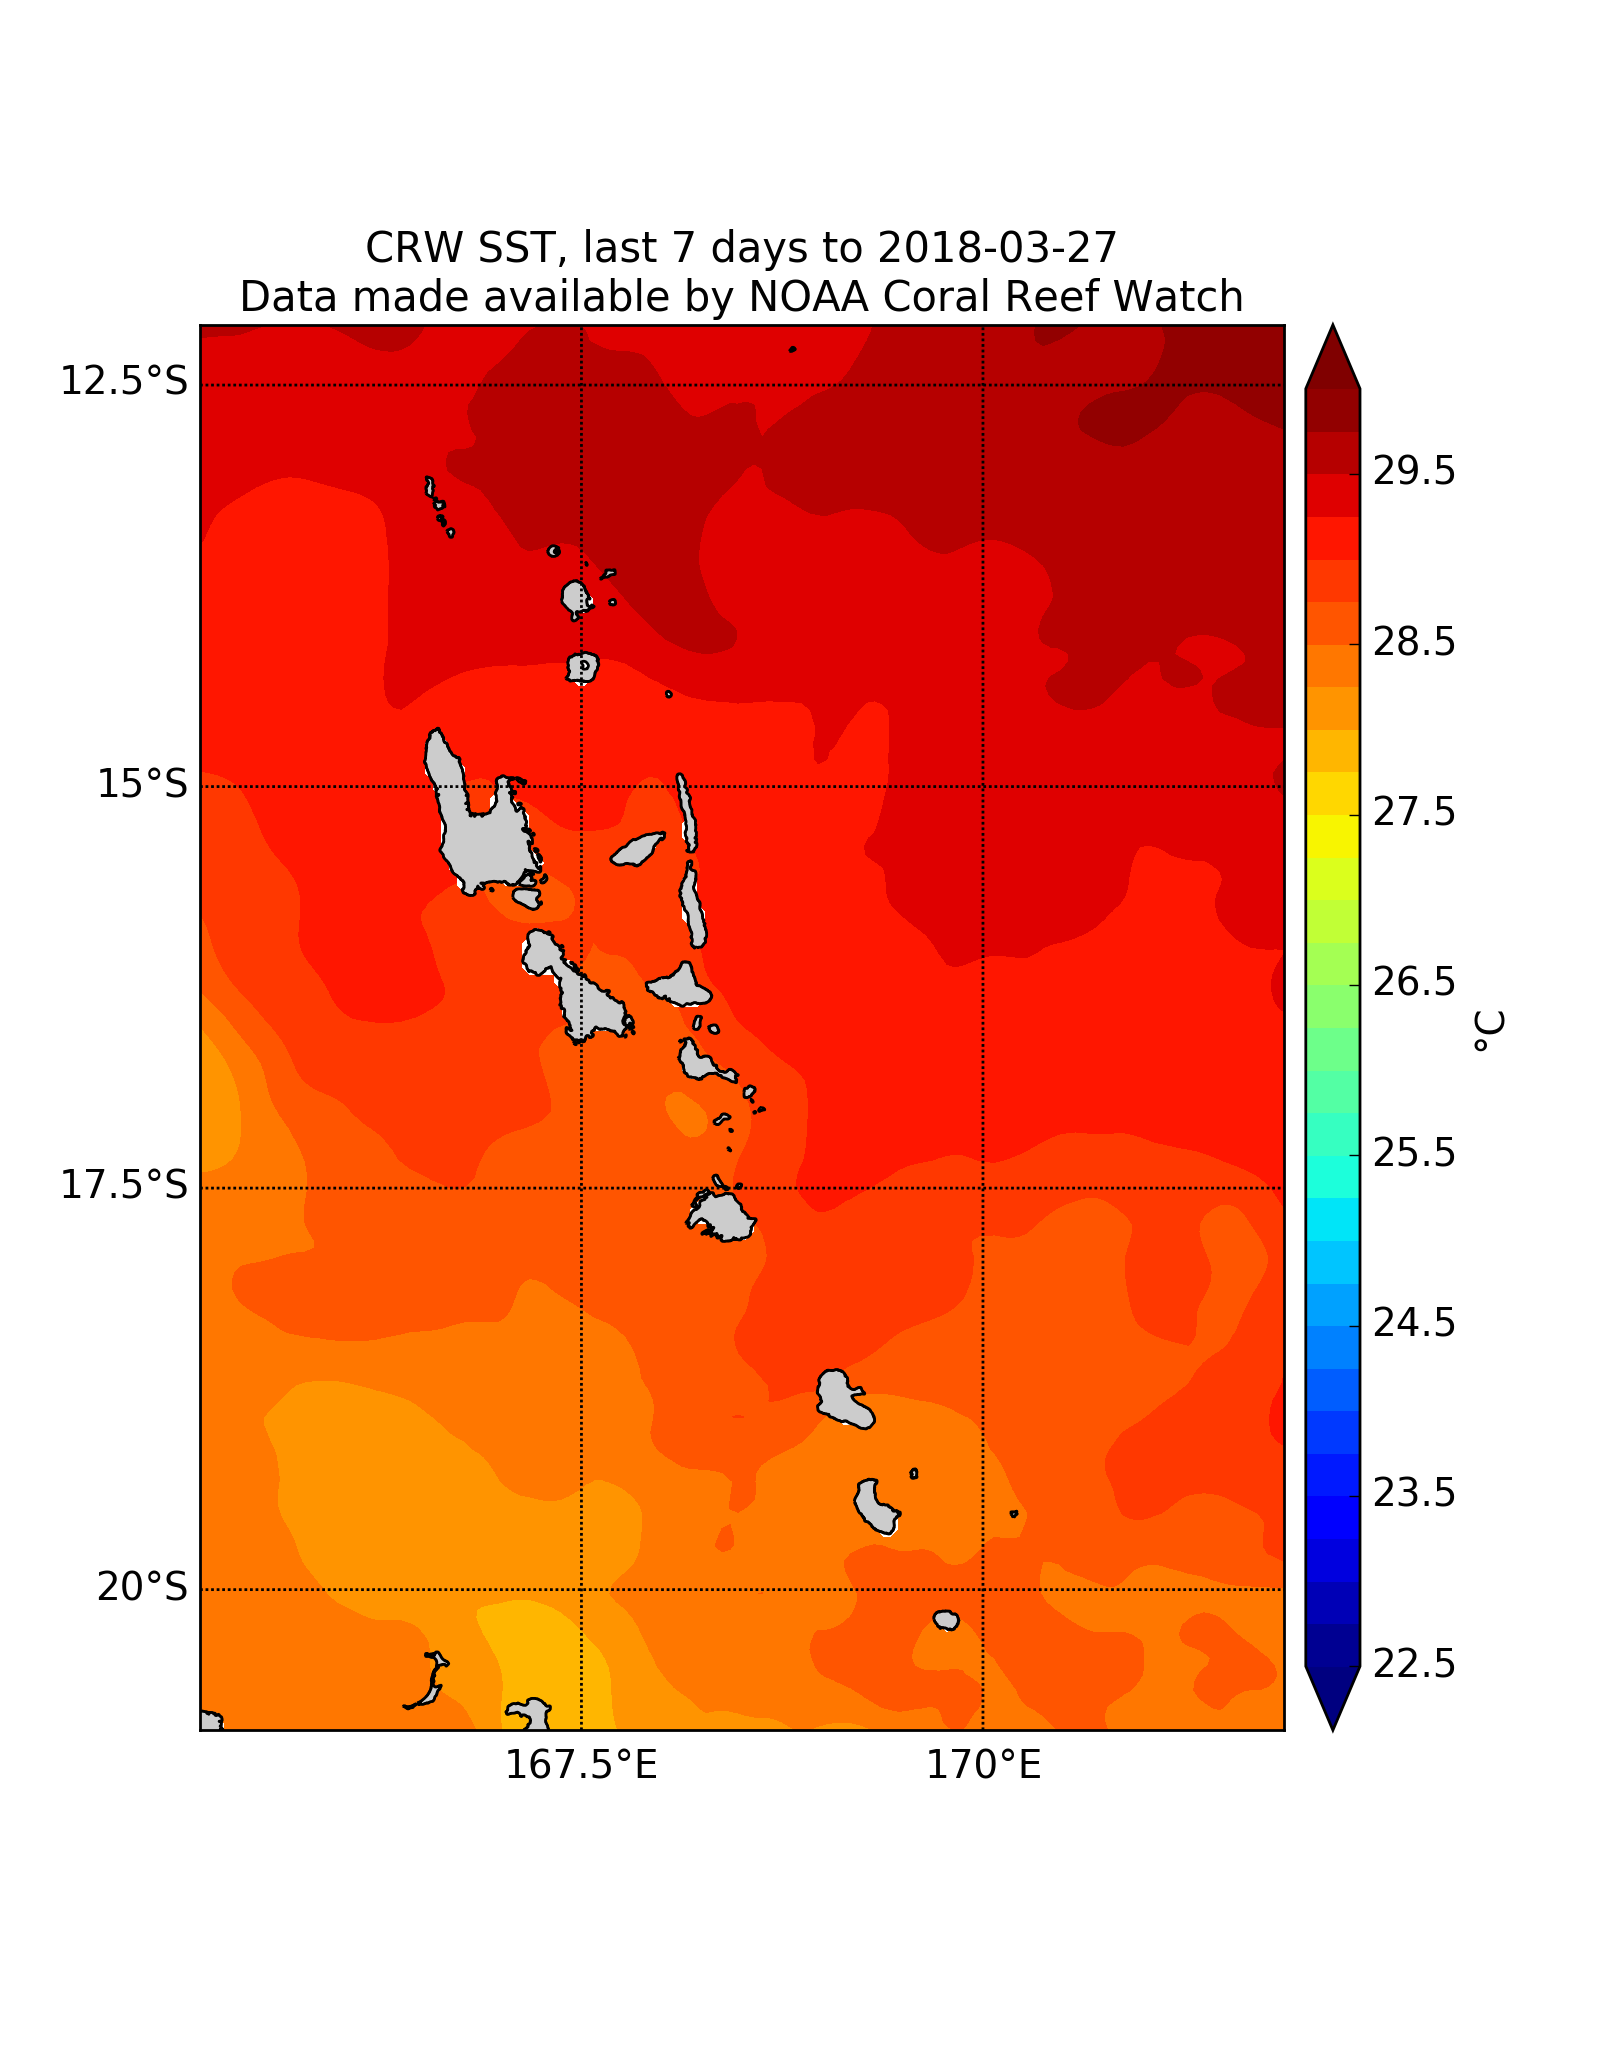 CRW SST, last 7 days to 2018-03-27
Data made available by NOAA Coral Reef Watch
12.5°S
15°S
17.5°S
20°S
167.5°E
170°E
29.5
28.5
27.5
26.5
25.5
24.5
23.5
22.5
°C